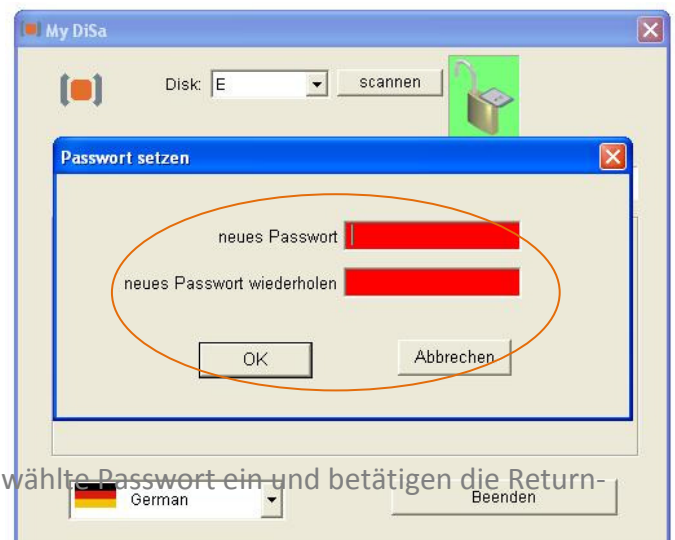 My DiSa
Disk: E scannen
Passwort setzen
neues Passwort
neues Passwort wiederholen
OK Abbrechen
wählte Passwort ein und betätigen die Return-
German Beenden